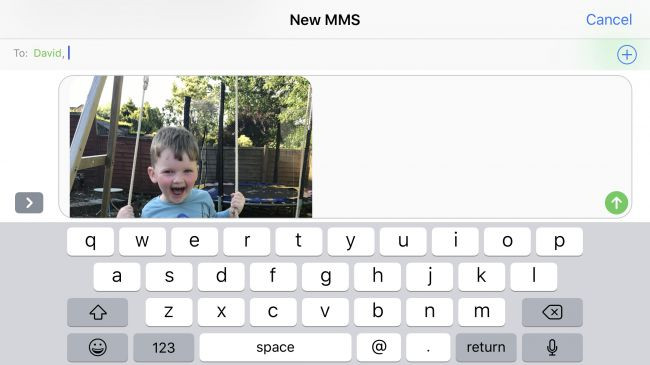 New MMS
Cancel
To: David,
q w e r t y u i o p
a s d f g h j k l
z x c v b n m
123 space @ . return